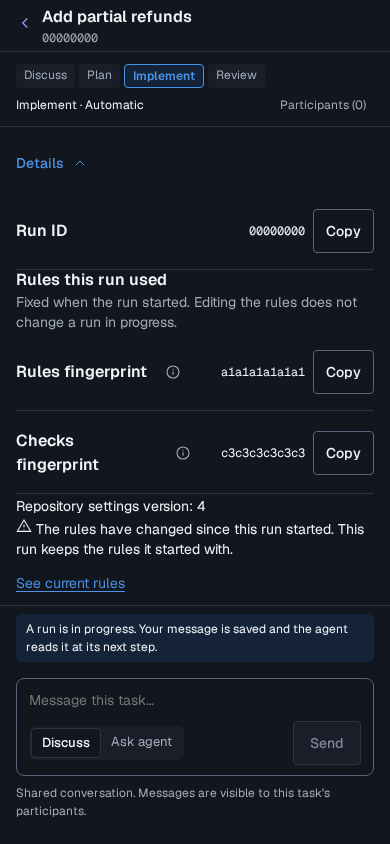 Add partial refunds
00000000
Discuss Plan Implement Review
Implement · Automatic Participants (0)
Details
Run ID 00000000 Copy
Rules this run used
Fixed when the run started. Editing the rules does not
change a run in progress.
Rules fingerprint a1a1a1a1a1a1 Copy
Checks
fingerprint c3c3c3c3c3c3 Copy
Repository settings version: 4
The rules have changed since this run started. This
run keeps the rules it started with.
See current rules
A run is in progress. Your message is saved and the agent
reads it at its next step.
Message this task...
Discuss Ask agent Send
Shared conversation. Messages are visible to this task's
participants.